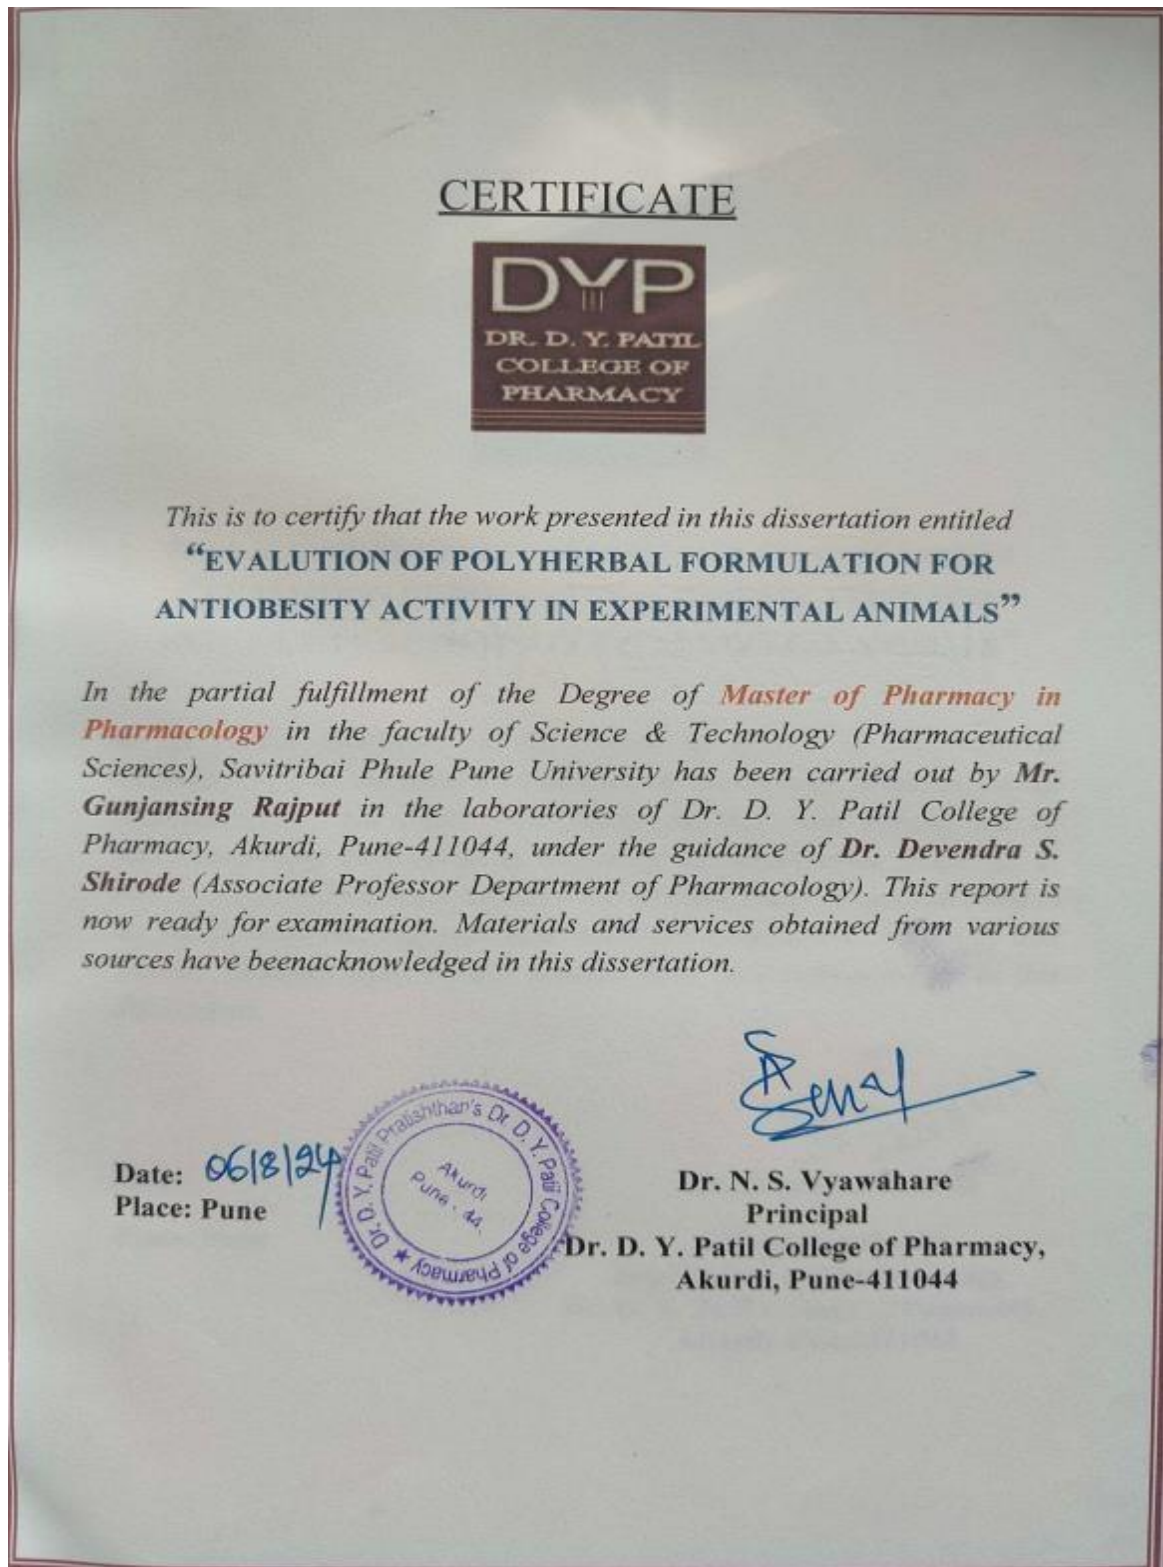 CERTIFICATE
DYP
DR. D. Y. PATIL
COLLEGE OF
PHARMACY
This is to certify that the work presented in this dissertation entitled
“EVALUTION OF POLYHERBAL FORMULATION FOR
ANTIOBESITY ACTIVITY IN EXPERIMENTAL ANIMALS”
In the partial fulfillment of the Degree of Master of Pharmacy in
Pharmacology in the faculty of Science & Technology (Pharmaceutical
Sciences), Savitribai Phule Pune University has been carried out by Mr.
Gunjansing Rajput in the laboratories of Dr. D. Y. Patil College of
Pharmacy, Akurdi, Pune-411044, under the guidance of Dr. Devendra S.
Shirode (Associate Professor Department of Pharmacology). This report is
now ready for examination. Materials and services obtained from various
sources have beenacknowledged in this dissertation.
Date: 06/8/24
Place: Pune
Dr. D. Y. Patil Pratishthan's Dr. D. Y. Patil College of Pharmacy ★
Akurdi
Pune - 44.
Dr. N. S. Vyawahare
Principal
Dr. D. Y. Patil College of Pharmacy,
Akurdi, Pune-411044